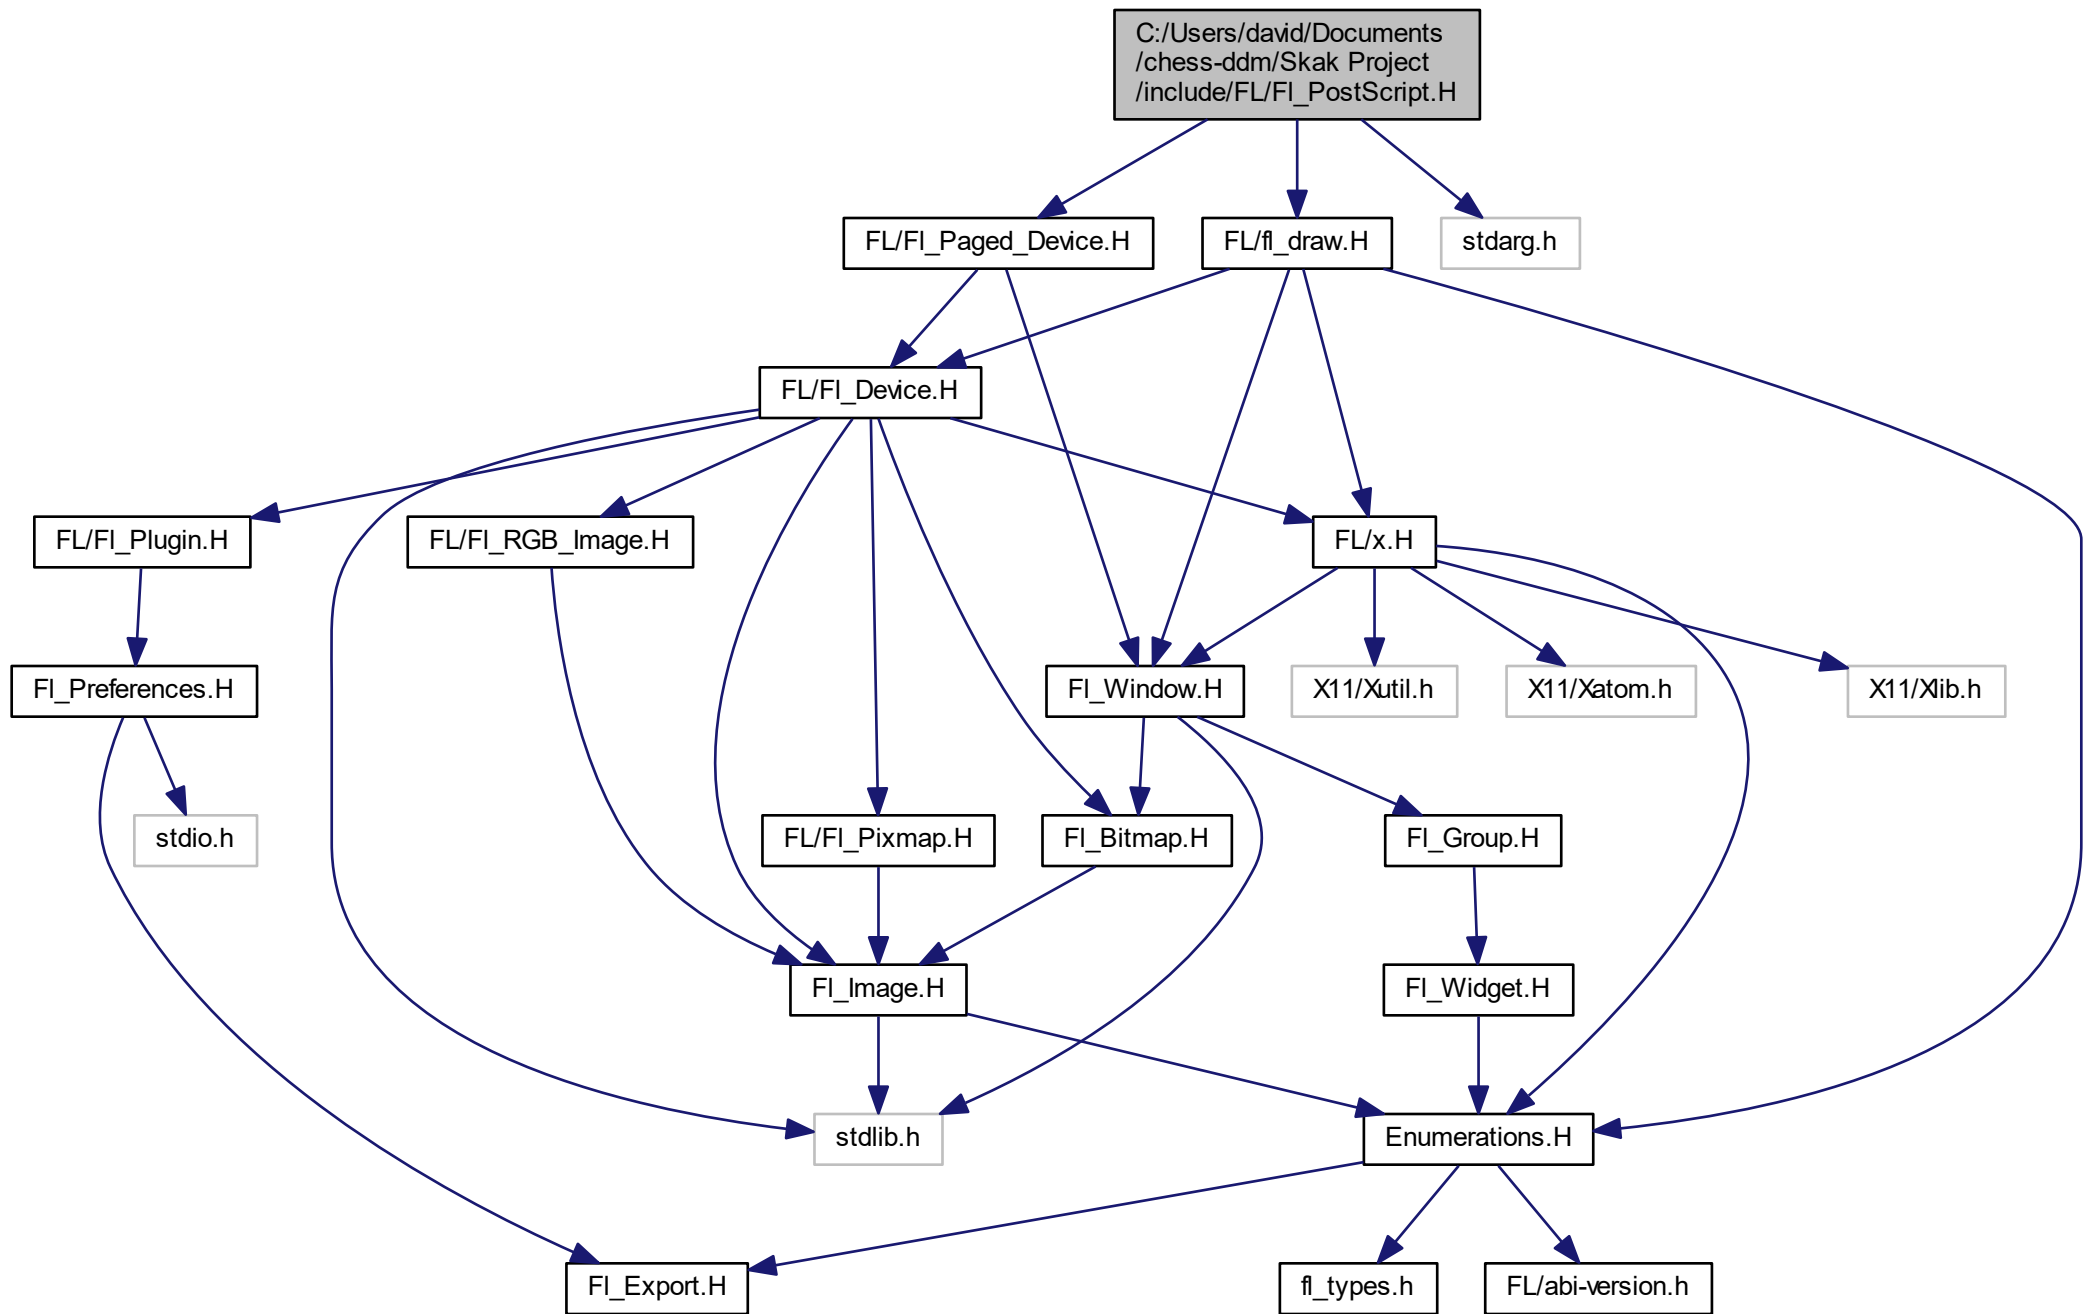 C:/Users/david/Documents
/chess-ddm/Skak Project
/include/FL/Fl_PostScript.H
FL/Fl_Paged_Device.H
FL/fl_draw.H
stdarg.h
FL/Fl_Device.H
FL/Fl_Plugin.H
FL/Fl_RGB_Image.H
FL/x.H
Fl_Preferences.H
Fl_Window.H
X11/Xutil.h
X11/Xatom.h
X11/Xlib.h
stdio.h
FL/Fl_Pixmap.H
Fl_Bitmap.H
Fl_Group.H
Fl_Image.H
Fl_Widget.H
stdlib.h
Enumerations.H
Fl_Export.H
fl_types.h
FL/abi-version.h